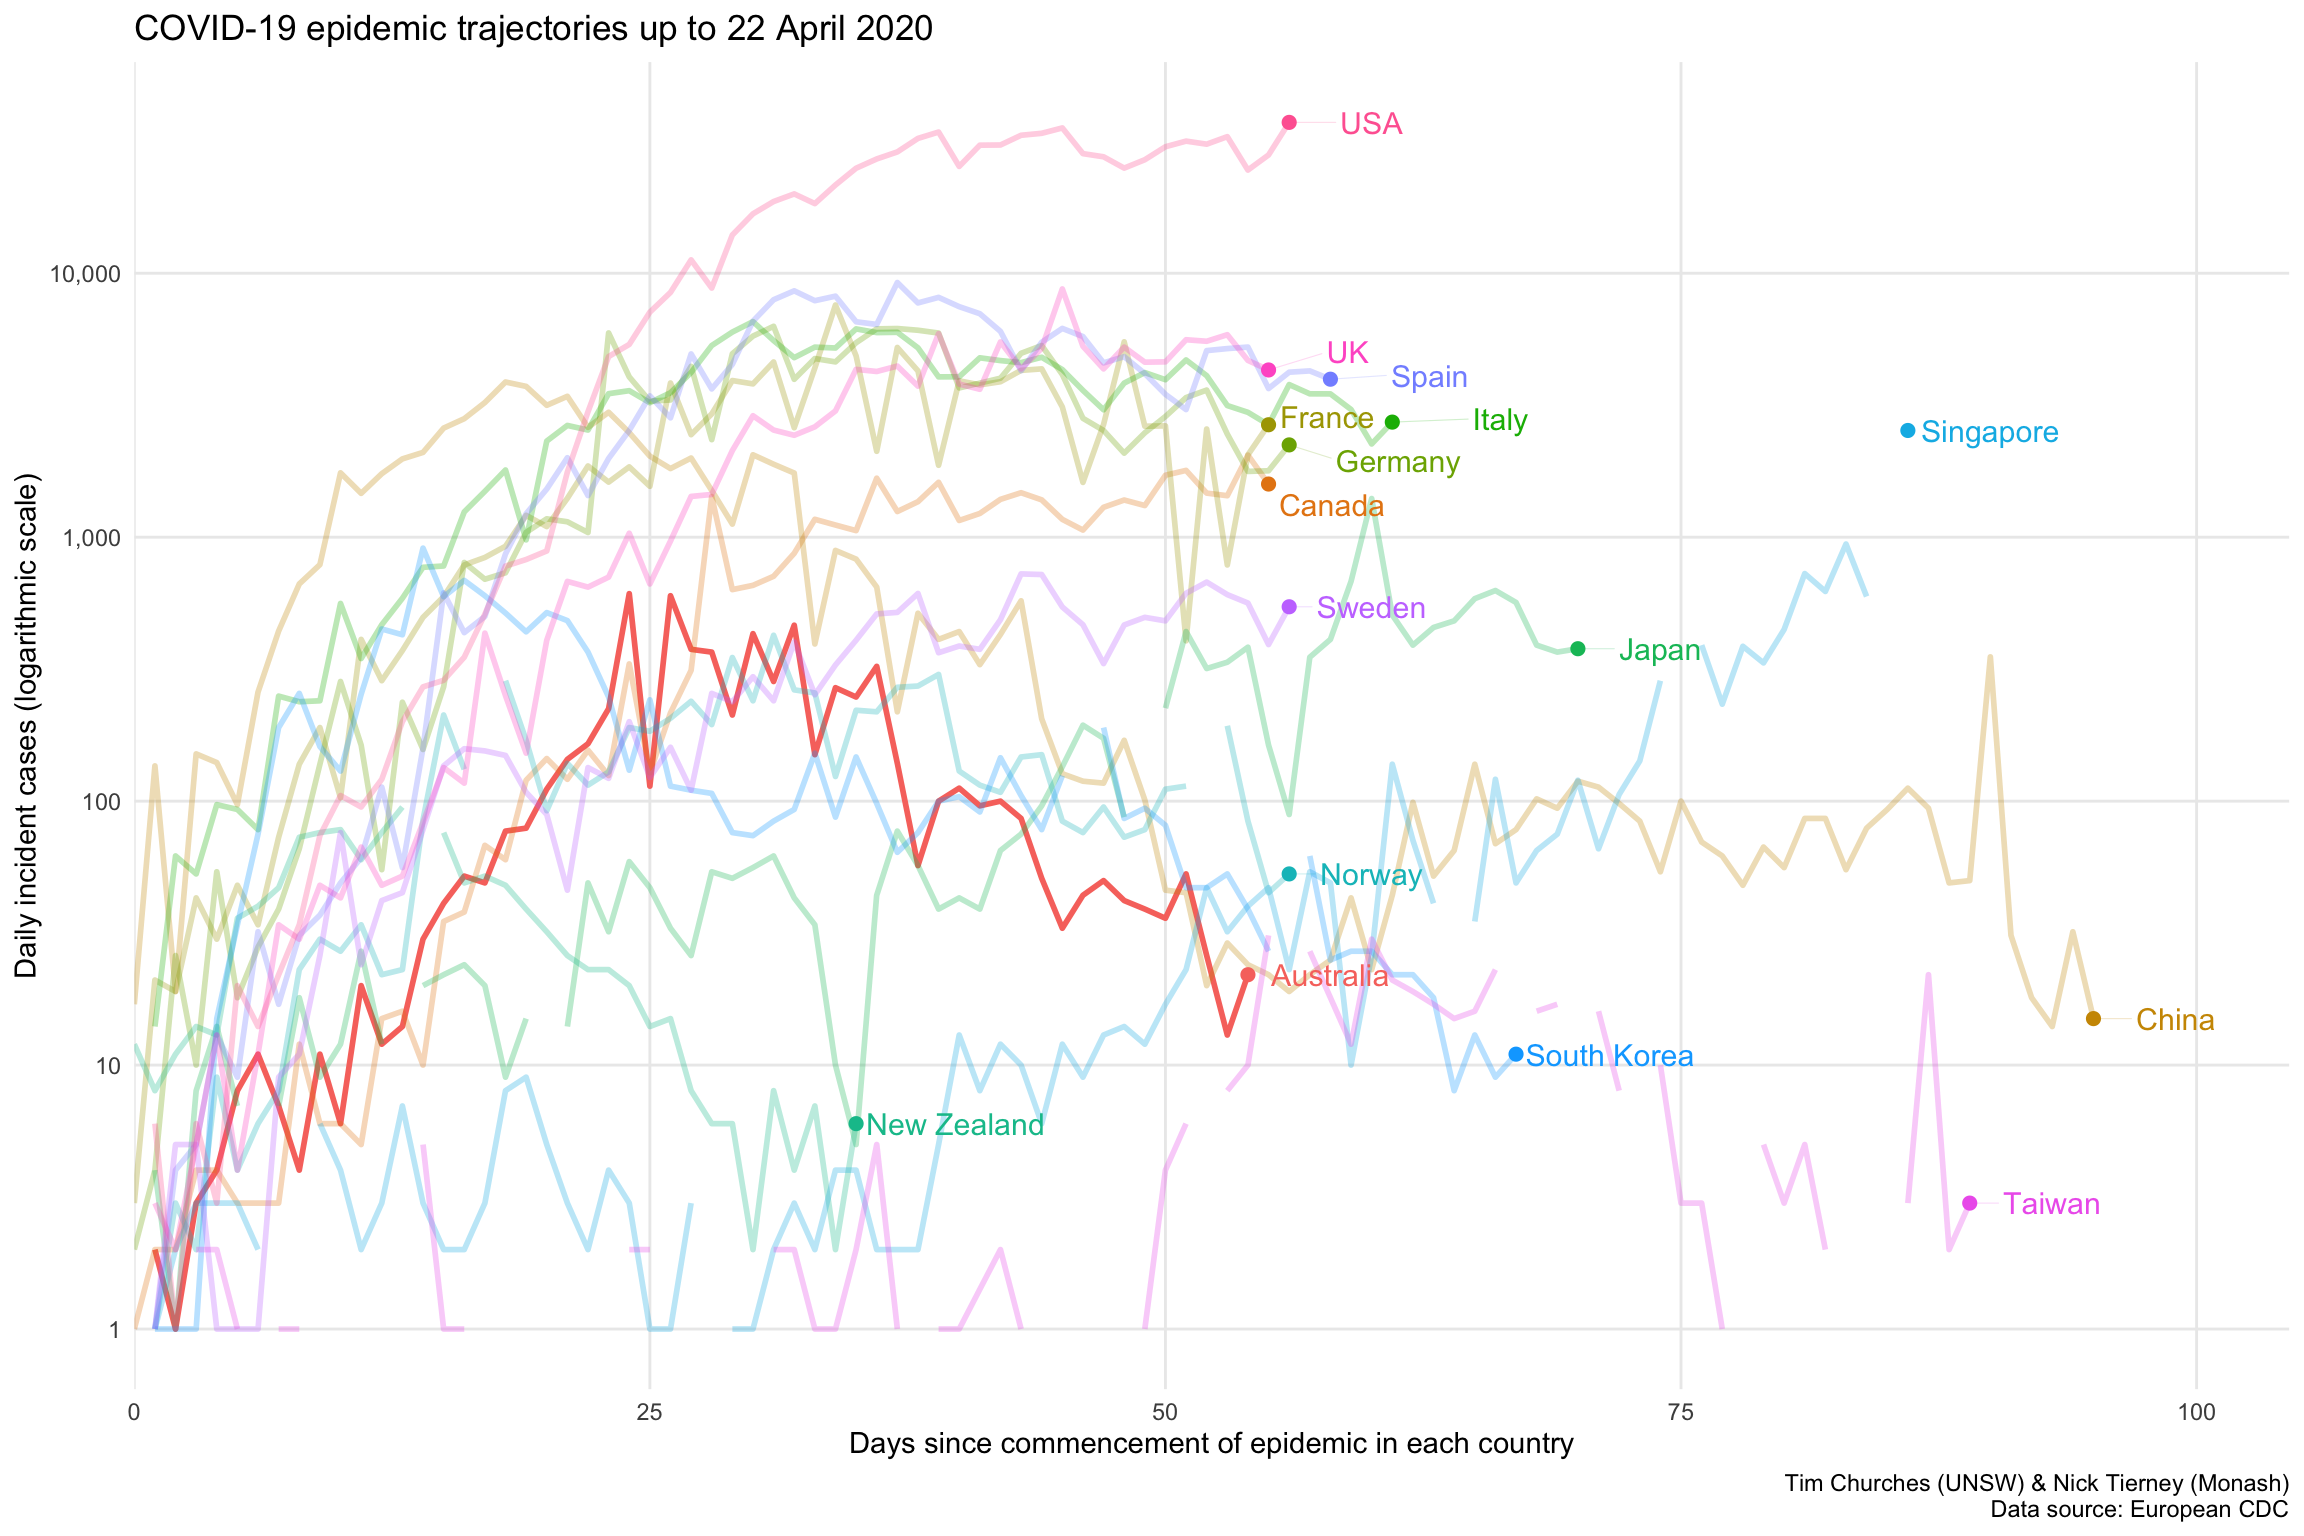 COVID-19 epidemic trajectories up to 22 April 2020
Daily incident cases (logarithmic scale)
10,000
1,000
100
10
1
USA
UK
Spain
France
Italy
Singapore
Germany
Canada
Sweden
Japan
Norway
Australia
China
South Korea
New Zealand
Taiwan
0
25
50
75
100
Days since commencement of epidemic in each country
Tim Churches (UNSW) & Nick Tierney (Monash)
Data source: European CDC